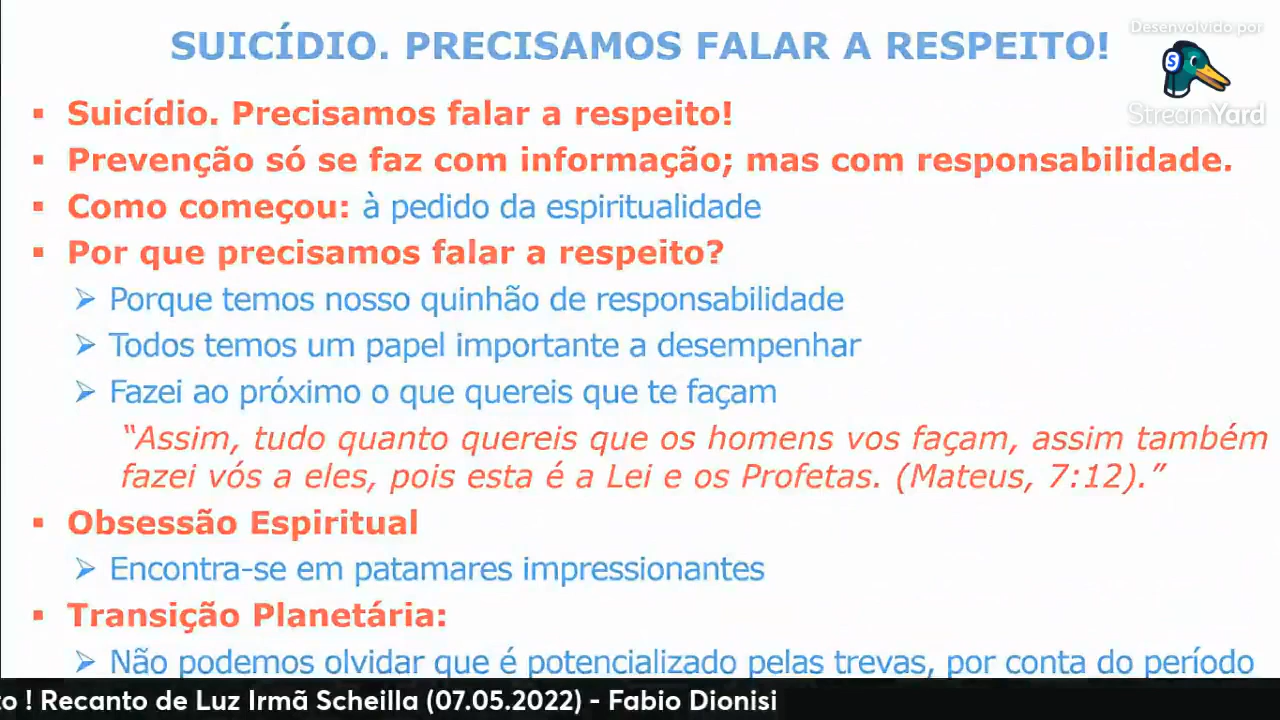 SUICÍDIO. PRECISAMOS FALAR A RESPEITO!
Desenvolvido por
S
StreamYard
▪ Suicídio. Precisamos falar a respeito!
▪ Prevenção só se faz com informação; mas com responsabilidade.
▪ Como começou: à pedido da espiritualidade
▪ Por que precisamos falar a respeito?
➢ Porque temos nosso quinhão de responsabilidade
➢ Todos temos um papel importante a desempenhar
➢ Fazei ao próximo o que quereis que te façam
“Assim, tudo quanto quereis que os homens vos façam, assim também
fazei vós a eles, pois esta é a Lei e os Profetas. (Mateus, 7:12).”
▪ Obsessão Espiritual
➢ Encontra-se em patamares impressionantes
▪ Transição Planetária:
➢ Não podemos olvidar que é potencializado pelas trevas, por conta do período
to ! Recanto de Luz Irmã Scheilla (07.05.2022) - Fabio Dionisi